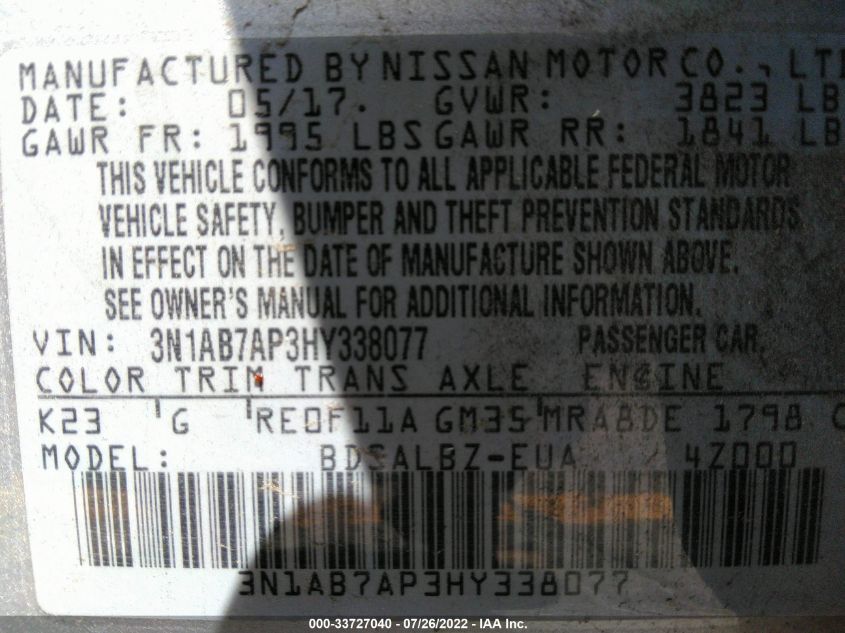 MANUFACTURED BY NISSAN MOTOR CO., LTD
DATE: 05/17. GVWR: 3823 LB
GAWR FR: 1995 LBS GAWR RR: 1841 LB
THIS VEHICLE CONFORMS TO ALL APPLICABLE FEDERAL MOTOR
VEHICLE SAFETY, BUMPER AND THEFT PREVENTION STANDARDS
IN EFFECT ON THE DATE OF MANUFACTURE SHOWN ABOVE.
SEE OWNER'S MANUAL FOR ADDITIONAL INFORMATION.
VIN: 3N1AB7AP3HY338077 PASSENGER CAR
COLOR TRIM TRANS AXLE ENGINE
K23 G RE0F11A GM35 MRA8DE 1798 C
MODEL: BDSALBZ-EUA 4Z000
3N1AB7AP3HY338077
000-33727040 - 07/26/2022 - IAA Inc.